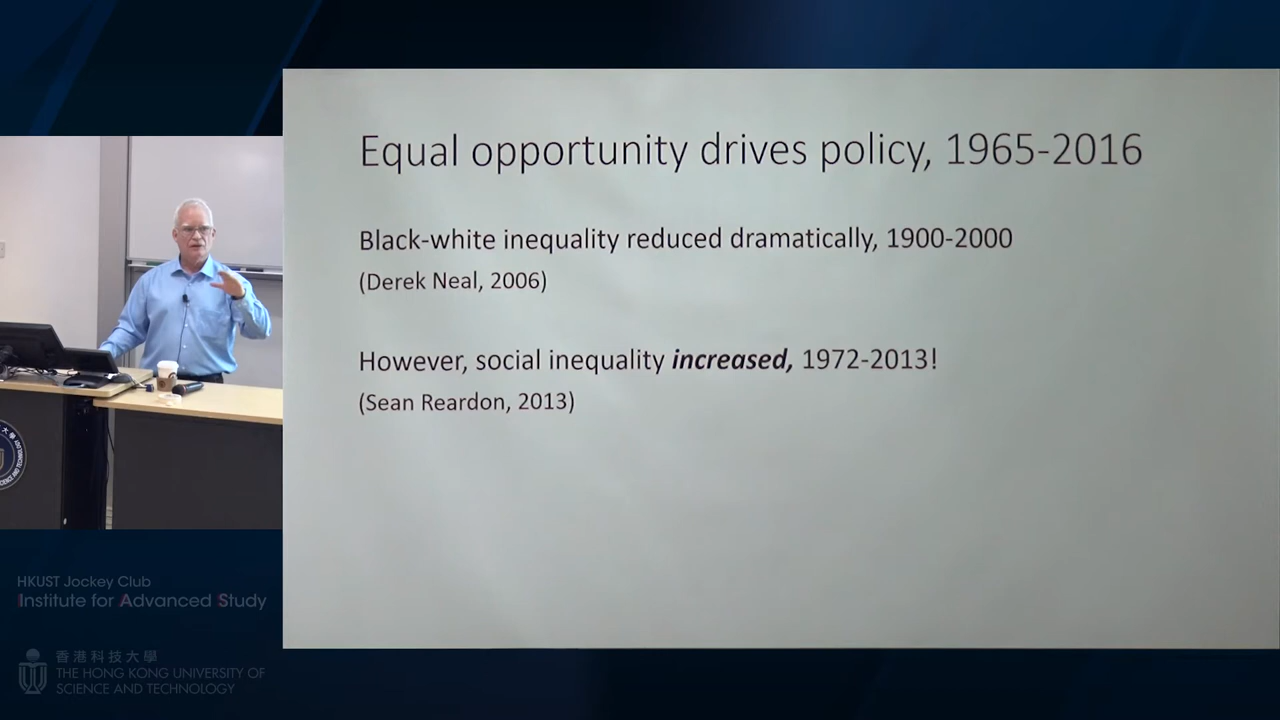 Equal opportunity drives policy, 1965-2016
Black-white inequality reduced dramatically, 1900-2000
(Derek Neal, 2006)
However, social inequality increased, 1972-2013!
(Sean Reardon, 2013)
HKUST Jockey Club
Institute for Advanced Study
香港科技大學
THE HONG KONG UNIVERSITY OF
SCIENCE AND TECHNOLOGY